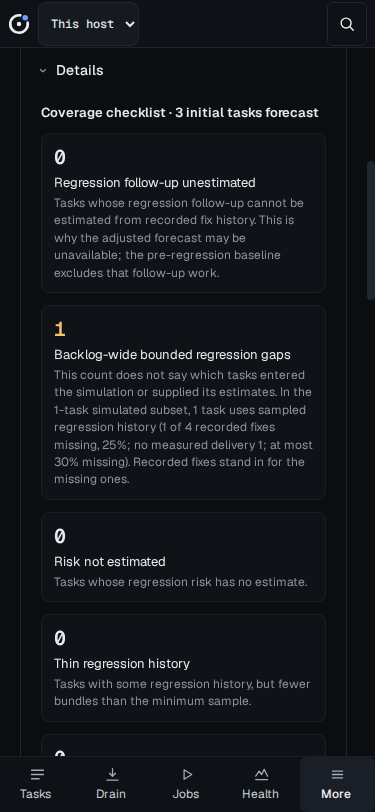 This host
Details
Coverage checklist · 3 initial tasks forecast
0
Regression follow-up unestimated
Tasks whose regression follow-up cannot be
estimated from recorded fix history. This is
why the adjusted forecast may be
unavailable; the pre-regression baseline
excludes that follow-up work.
1
Backlog-wide bounded regression gaps
This count does not say which tasks entered
the simulation or supplied its estimates. In the
1-task simulated subset, 1 task uses sampled
regression history (1 of 4 recorded fixes
missing, 25%; no measured delivery 1; at most
30% missing). Recorded fixes stand in for the
missing ones.
0
Risk not estimated
Tasks whose regression risk has no estimate.
0
Thin regression history
Tasks with some regression history, but fewer
bundles than the minimum sample.
Tasks
Drain
Jobs
Health
More